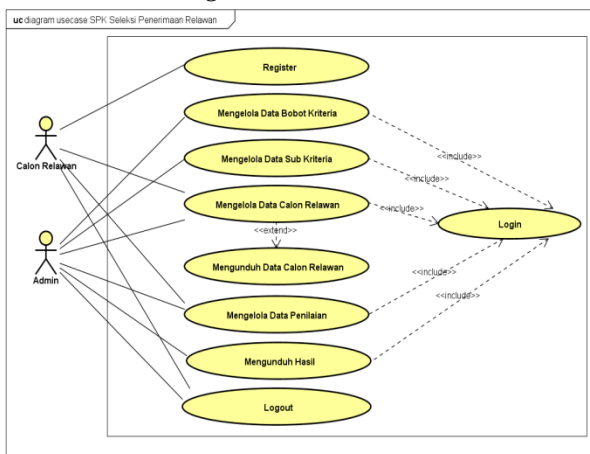 uc diagram usecase SPK Seleksi Penerimaan Relawan
Register
Mengelola Data Bobot Kriteria
<<include>>
Mengelola Data Sub Kriteria
<<include>>
Calon Relawan
Mengelola Data Calon Relawan
<<include>>
Login
<<extend>>
Mengunduh Data Calon Relawan
<<include>>
Admin
<<include>>
Mengelola Data Penilaian
Mengunduh Hasil
Logout